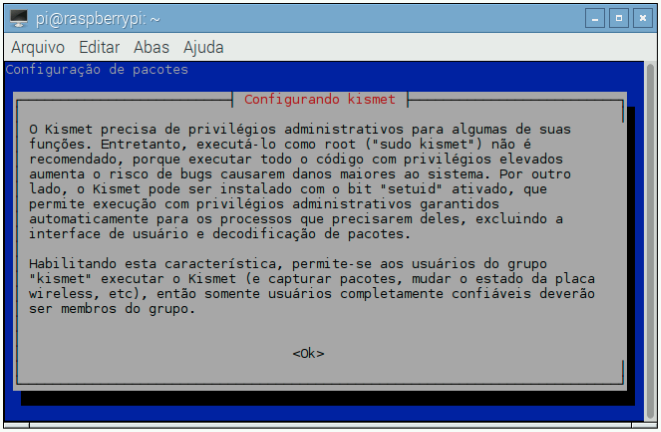 pi@raspberrypi: ~
Arquivo Editar Abas Ajuda
Configuração de pacotes
Configurando kismet
O Kismet precisa de privilégios administrativos para algumas de suas
funções. Entretanto, executá-lo como root ("sudo kismet") não é
recomendado, porque executar todo o código com privilégios elevados
aumenta o risco de bugs causarem danos maiores ao sistema. Por outro
lado, o Kismet pode ser instalado com o bit "setuid" ativado, que
permite execução com privilégios administrativos garantidos
automaticamente para os processos que precisarem deles, excluindo a
interface de usuário e decodificação de pacotes.
Habilitando esta característica, permite-se aos usuários do grupo
"kismet" executar o Kismet (e capturar pacotes, mudar o estado da placa
wireless, etc), então somente usuários completamente confiáveis deverão
ser membros do grupo.
<Ok>